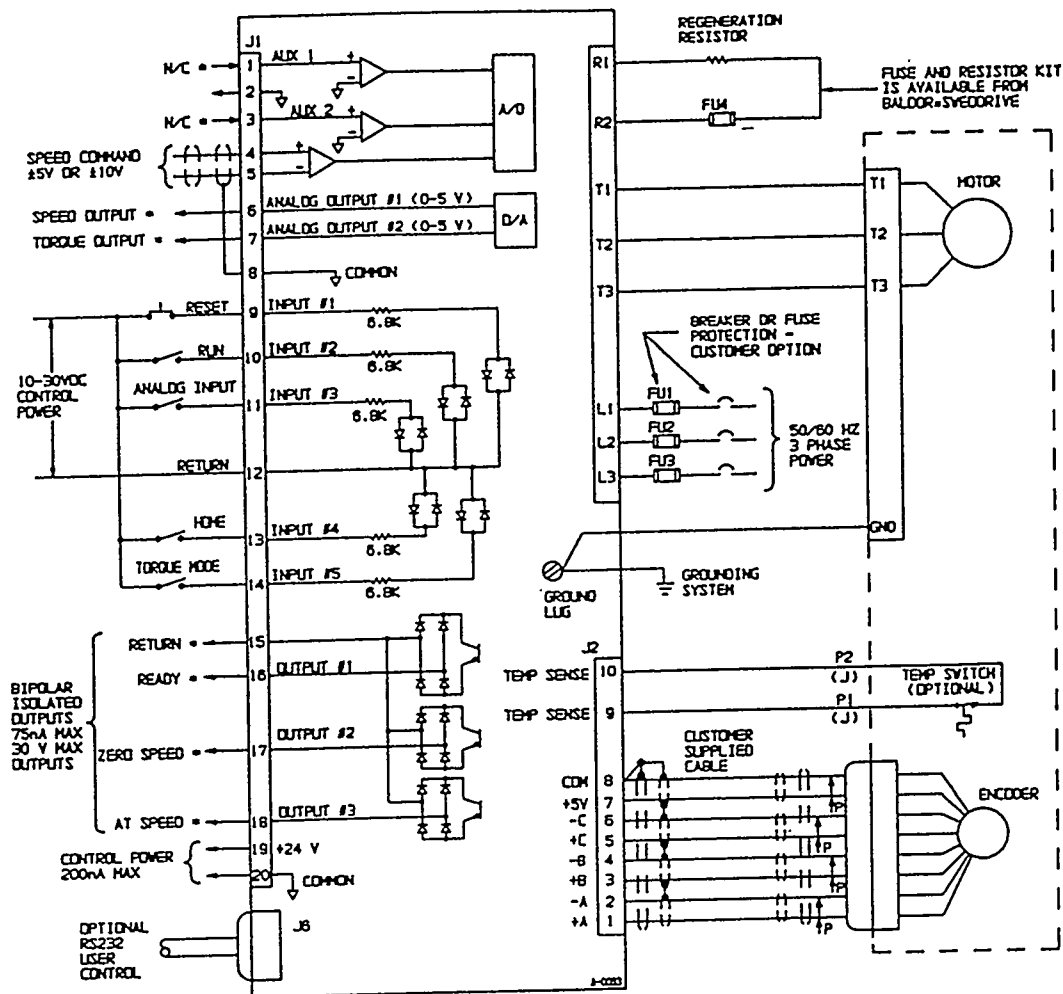 REGENERATION
RESISTOR
J1
N/C *
1
AUX 1
+
-
2
N/C *
3
AUX 2
+
-
A/D
SPEED COMMAND
±5V OR ±10V
4
5
+
-
SPEED OUTPUT *
6
ANALOG OUTPUT #1 (0-5 V)
TORQUE OUTPUT *
7
ANALOG OUTPUT #2 (0-5 V)
D/A
8
COMMON
RESET
9
INPUT #1
6.8K
RUN
10
INPUT #2
6.8K
10-30VDC
CONTROL
POWER
ANALOG INPUT
11
INPUT #3
6.8K
RETURN
12
HOME
13
INPUT #4
6.8K
TORQUE MODE
14
INPUT #5
6.8K
BIPOLAR
ISOLATED
OUTPUTS
75mA MAX
30 V MAX
OUTPUTS
RETURN *
15
READY *
16
OUTPUT #1
ZERO SPEED *
17
OUTPUT #2
AT SPEED *
18
OUTPUT #3
CONTROL POWER
200mA MAX
19
+24 V
20
COMMON
OPTIONAL
RS232
USER
CONTROL
J6
R1
R2
FU4
FUSE AND RESISTOR KIT
IS AVAILABLE FROM
BALDOR*SWEODRIVE
T1
T1
MOTOR
T2
T2
T3
T3
BREAKER OR FUSE
PROTECTION -
CUSTOMER OPTION
L1
FU1
L2
FU2
L3
FU3
50/60 HZ
3 PHASE
POWER
GND
GROUND
LUG
GROUNDING
SYSTEM
J2
TEMP SENSE
10
P2
(J)
TEMP SWITCH
(OPTIONAL)
TEMP SENSE
9
P1
(J)
CUSTOMER
SUPPLIED
CABLE
COM
8
+5V
7
P
-C
6
+C
5
P
-B
4
+B
3
P
-A
2
+A
1
P
ENCODER
A-0083